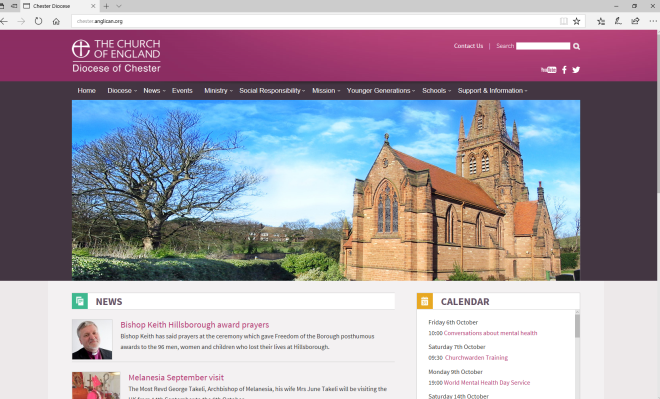 Chester Diocese
chester.anglican.org
THE CHURCH
OF ENGLAND
Diocese of Chester
Contact Us | Search
YouTube
Home Diocese News Events Ministry Social Responsibility Mission Younger Generations Schools Support & Information
NEWS
Bishop Keith Hillsborough award prayers
Bishop Keith has said prayers at the ceremony which gave Freedom of the Borough posthumous
awards to the 96 men, women and children who lost their lives at Hillsborough.
Melanesia September visit
The Most Revd George Takeli, Archbishop of Melanesia, his wife Mrs June Takeli will be visiting the
CALENDAR
Friday 6th October
10:00 Conversations about mental health
Saturday 7th October
09:30 Churchwarden Training
Monday 9th October
19:00 World Mental Health Day Service
Saturday 14th October